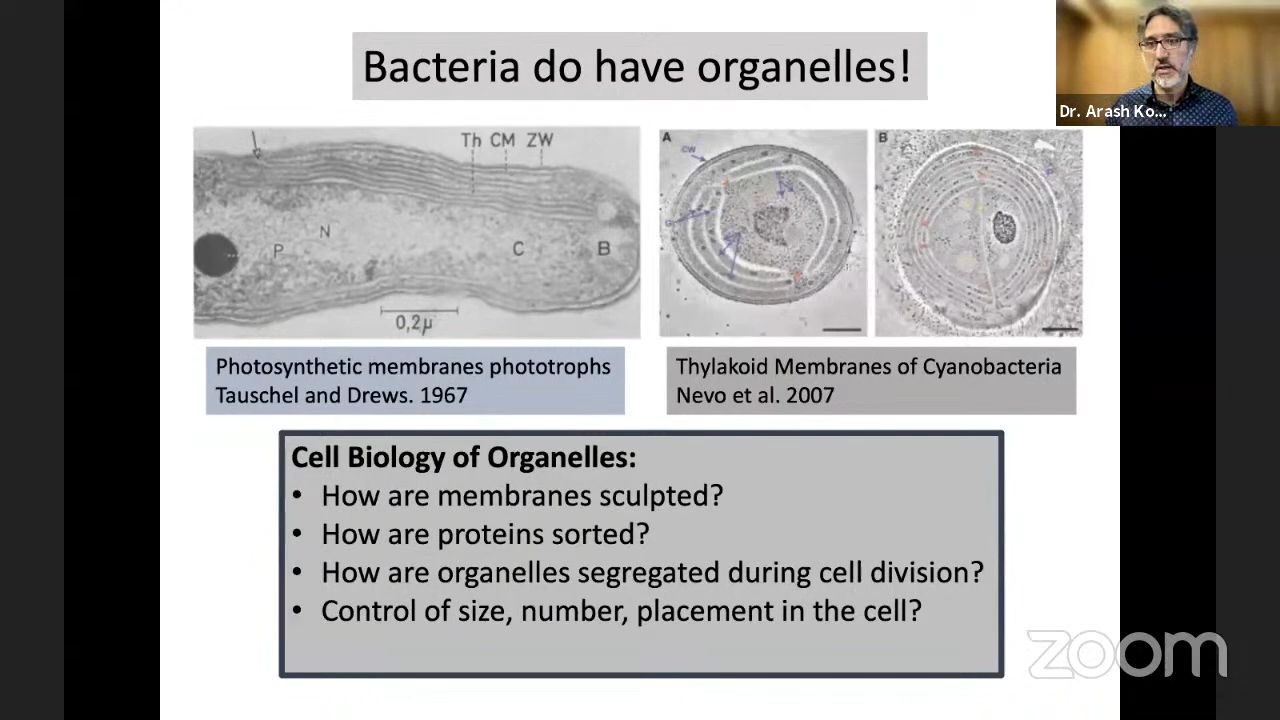 Bacteria do have organelles!
Dr. Arash Ko...
Th CM ZW
N
P
C
B
0,2µ
A
CW
B
Photosynthetic membranes phototrophs
Tauschel and Drews. 1967
Thylakoid Membranes of Cyanobacteria
Nevo et al. 2007
Cell Biology of Organelles:
• How are membranes sculpted?
• How are proteins sorted?
• How are organelles segregated during cell division?
• Control of size, number, placement in the cell?
zoom